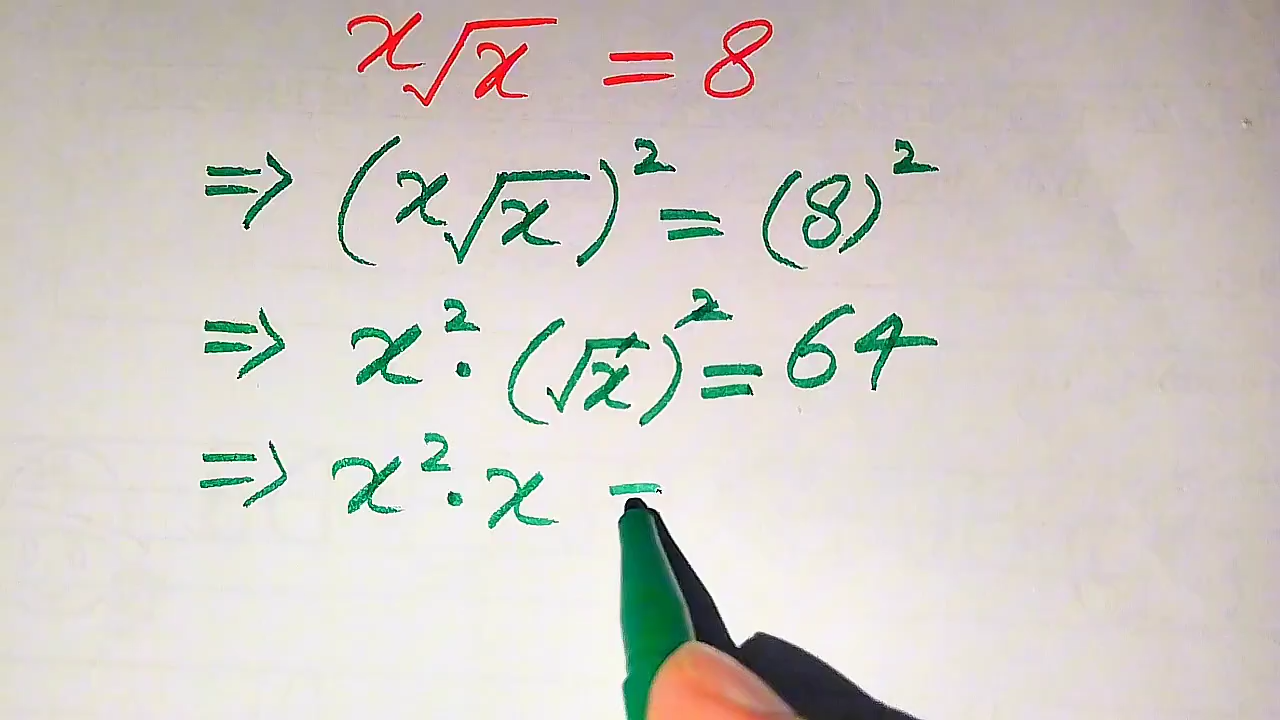 x√x = 8
⇒ (x√x)² = (8)²
⇒ x² · (√x)² = 64
⇒ x² · x −